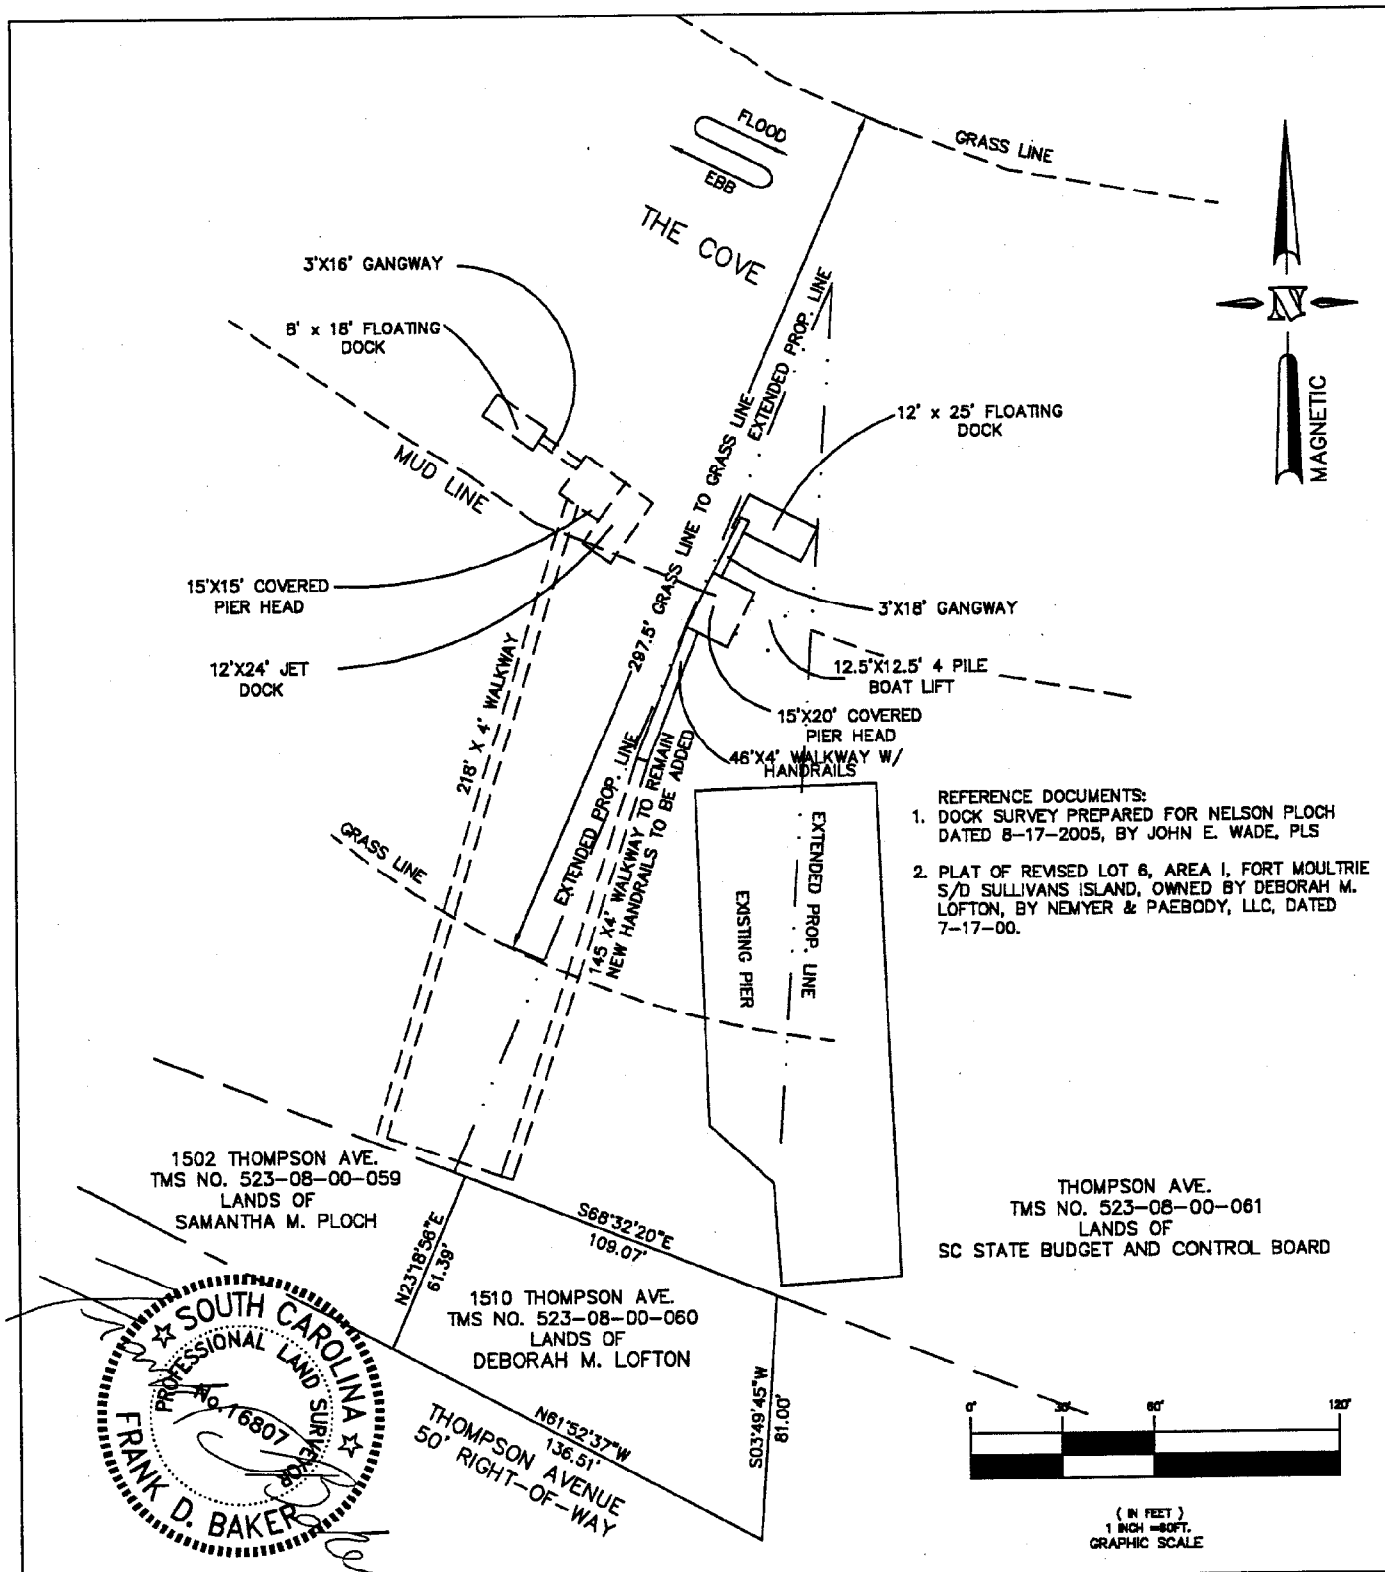 FLOOD
EBB
GRASS LINE
THE COVE
3'X16' GANGWAY
8' x 18' FLOATING
DOCK
EXTENDED PROP. LINE
12' x 25' FLOATING
DOCK
N
MAGNETIC
MUD LINE
297.5' GRASS LINE TO GRASS LINE
15'X15' COVERED
PIER HEAD
12'X24' JET
DOCK
3'X18' GANGWAY
12.5'X12.5' 4 PILE
BOAT LIFT
15'X20' COVERED
PIER HEAD
46'X4' WALKWAY W/
HANDRAILS
218' X 4' WALKWAY
GRASS LINE
EXTENDED PROP. LINE
145 X4' WALKWAY TO REMAIN
NEW HANDRAILS TO BE ADDED
EXISTING PIER
EXTENDED PROP. LINE
REFERENCE DOCUMENTS:
1. DOCK SURVEY PREPARED FOR NELSON PLOCH
DATED 8-17-2005, BY JOHN E. WADE, PLS
2. PLAT OF REVISED LOT 6, AREA I, FORT MOULTRIE
S/D SULLIVANS ISLAND, OWNED BY DEBORAH M.
LOFTON, BY NEMYER & PAEBODY, LLC, DATED
7-17-00.
1502 THOMPSON AVE.
TMS NO. 523-08-00-059
LANDS OF
SAMANTHA M. PLOCH
THOMPSON AVE.
TMS NO. 523-08-00-061
LANDS OF
SC STATE BUDGET AND CONTROL BOARD
S68°32'20"E
109.07'
N23°18'58"E
61.39'
1510 THOMPSON AVE.
TMS NO. 523-08-00-060
LANDS OF
DEBORAH M. LOFTON
S03°49'45"W
81.00'
N61°52'37"W
136.51'
THOMPSON AVENUE
50' RIGHT-OF-WAY
SOUTH CAROLINA
PROFESSIONAL LAND SURVEYOR
No. 16807
FRANK D. BAKER
0' 30' 60' 120'
( IN FEET )
1 INCH =60FT.
GRAPHIC SCALE